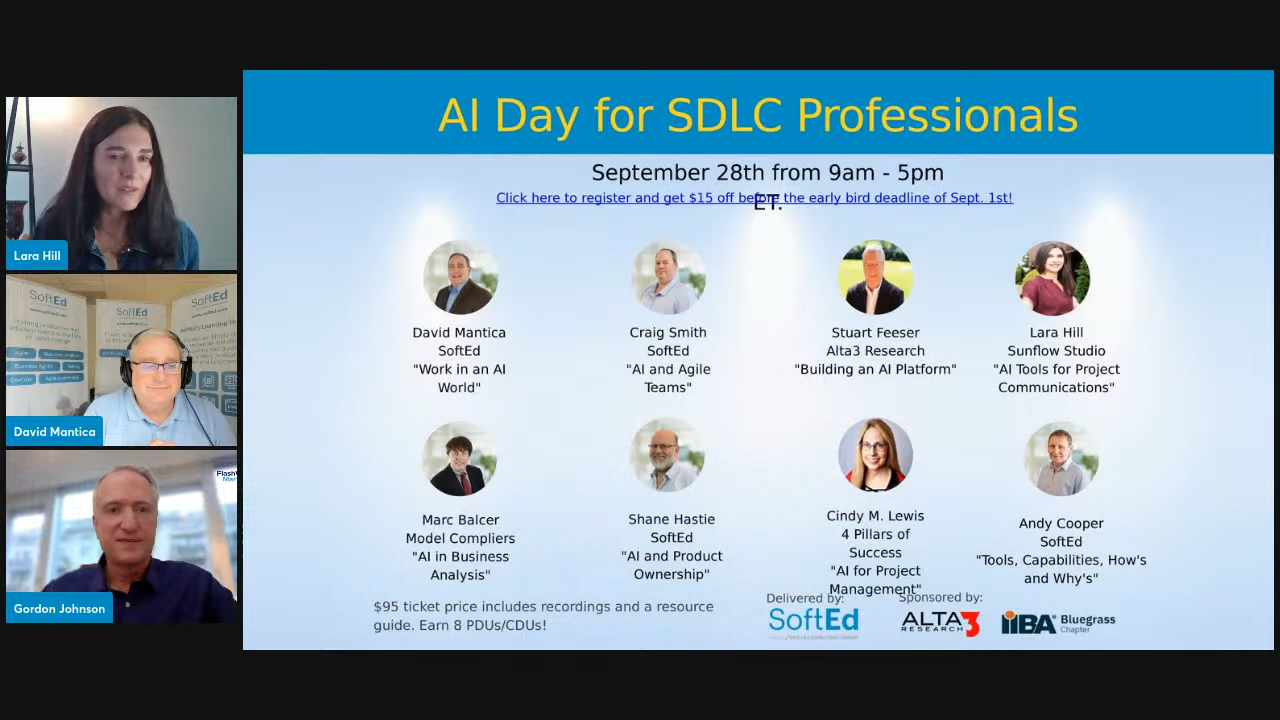 AI Day for SDLC Professionals
September 28th from 9am - 5pm
ET.
Click here to register and get $15 off before the early bird deadline of Sept. 1st!
David Mantica
SoftEd
"Work in an AI
World"
Craig Smith
SoftEd
"AI and Agile
Teams"
Stuart Feeser
Alta3 Research
"Building an AI Platform"
Lara Hill
Sunflow Studio
"AI Tools for Project
Communications"
Marc Balcer
Model Compliers
"AI in Business
Analysis"
Shane Hastie
SoftEd
"AI and Product
Ownership"
Cindy M. Lewis
4 Pillars of
Success
"AI for Project
Management"
Andy Cooper
SoftEd
"Tools, Capabilities, How's
and Why's"
$95 ticket price includes recordings and a resource
guide. Earn 8 PDUs/CDUs!
Delivered by:
SoftEd
Sponsored by:
ALTA3
RESEARCH
IIBA Bluegrass
Chapter
Lara Hill
SoftEd
SoftEd
SoftEd
David Mantica
Gordon Johnson